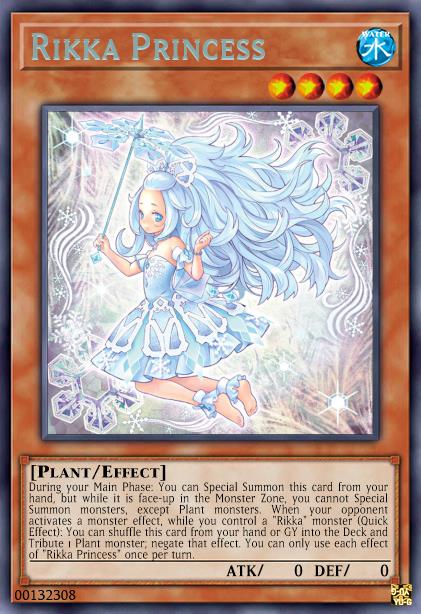 Rikka Princess
WATER
水
[Plant/Effect]
During your Main Phase: You can Special Summon this card from your
hand, but while it is face-up in the Monster Zone, you cannot Special
Summon monsters, except Plant monsters. When your opponent
activates a monster effect, while you control a "Rikka" monster (Quick
Effect): You can shuffle this card from your hand or GY into the Deck and
Tribute 1 Plant monster; negate that effect. You can only use each effect
of "Rikka Princess" once per turn.
ATK/ 0 DEF/ 0
00132308